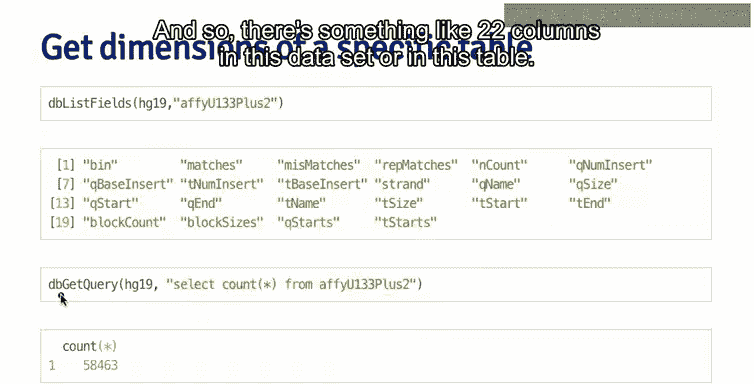 And so, there's something like 22 columns
in this data set or in this table.
Get dimensions of a specific table
dbListFields(hg19,"affyU133Plus2")
[1] "bin" "matches" "misMatches" "repMatches" "nCount" "qNumInsert"
[7] "qBaseInsert" "tNumInsert" "tBaseInsert" "strand" "qName" "qSize"
[13] "qStart" "qEnd" "tName" "tSize" "tStart" "tEnd"
[19] "blockCount" "blockSizes" "qStarts" "tStarts"
dbGetQuery(hg19, "select count(*) from affyU133Plus2")
count(*)
1 58463